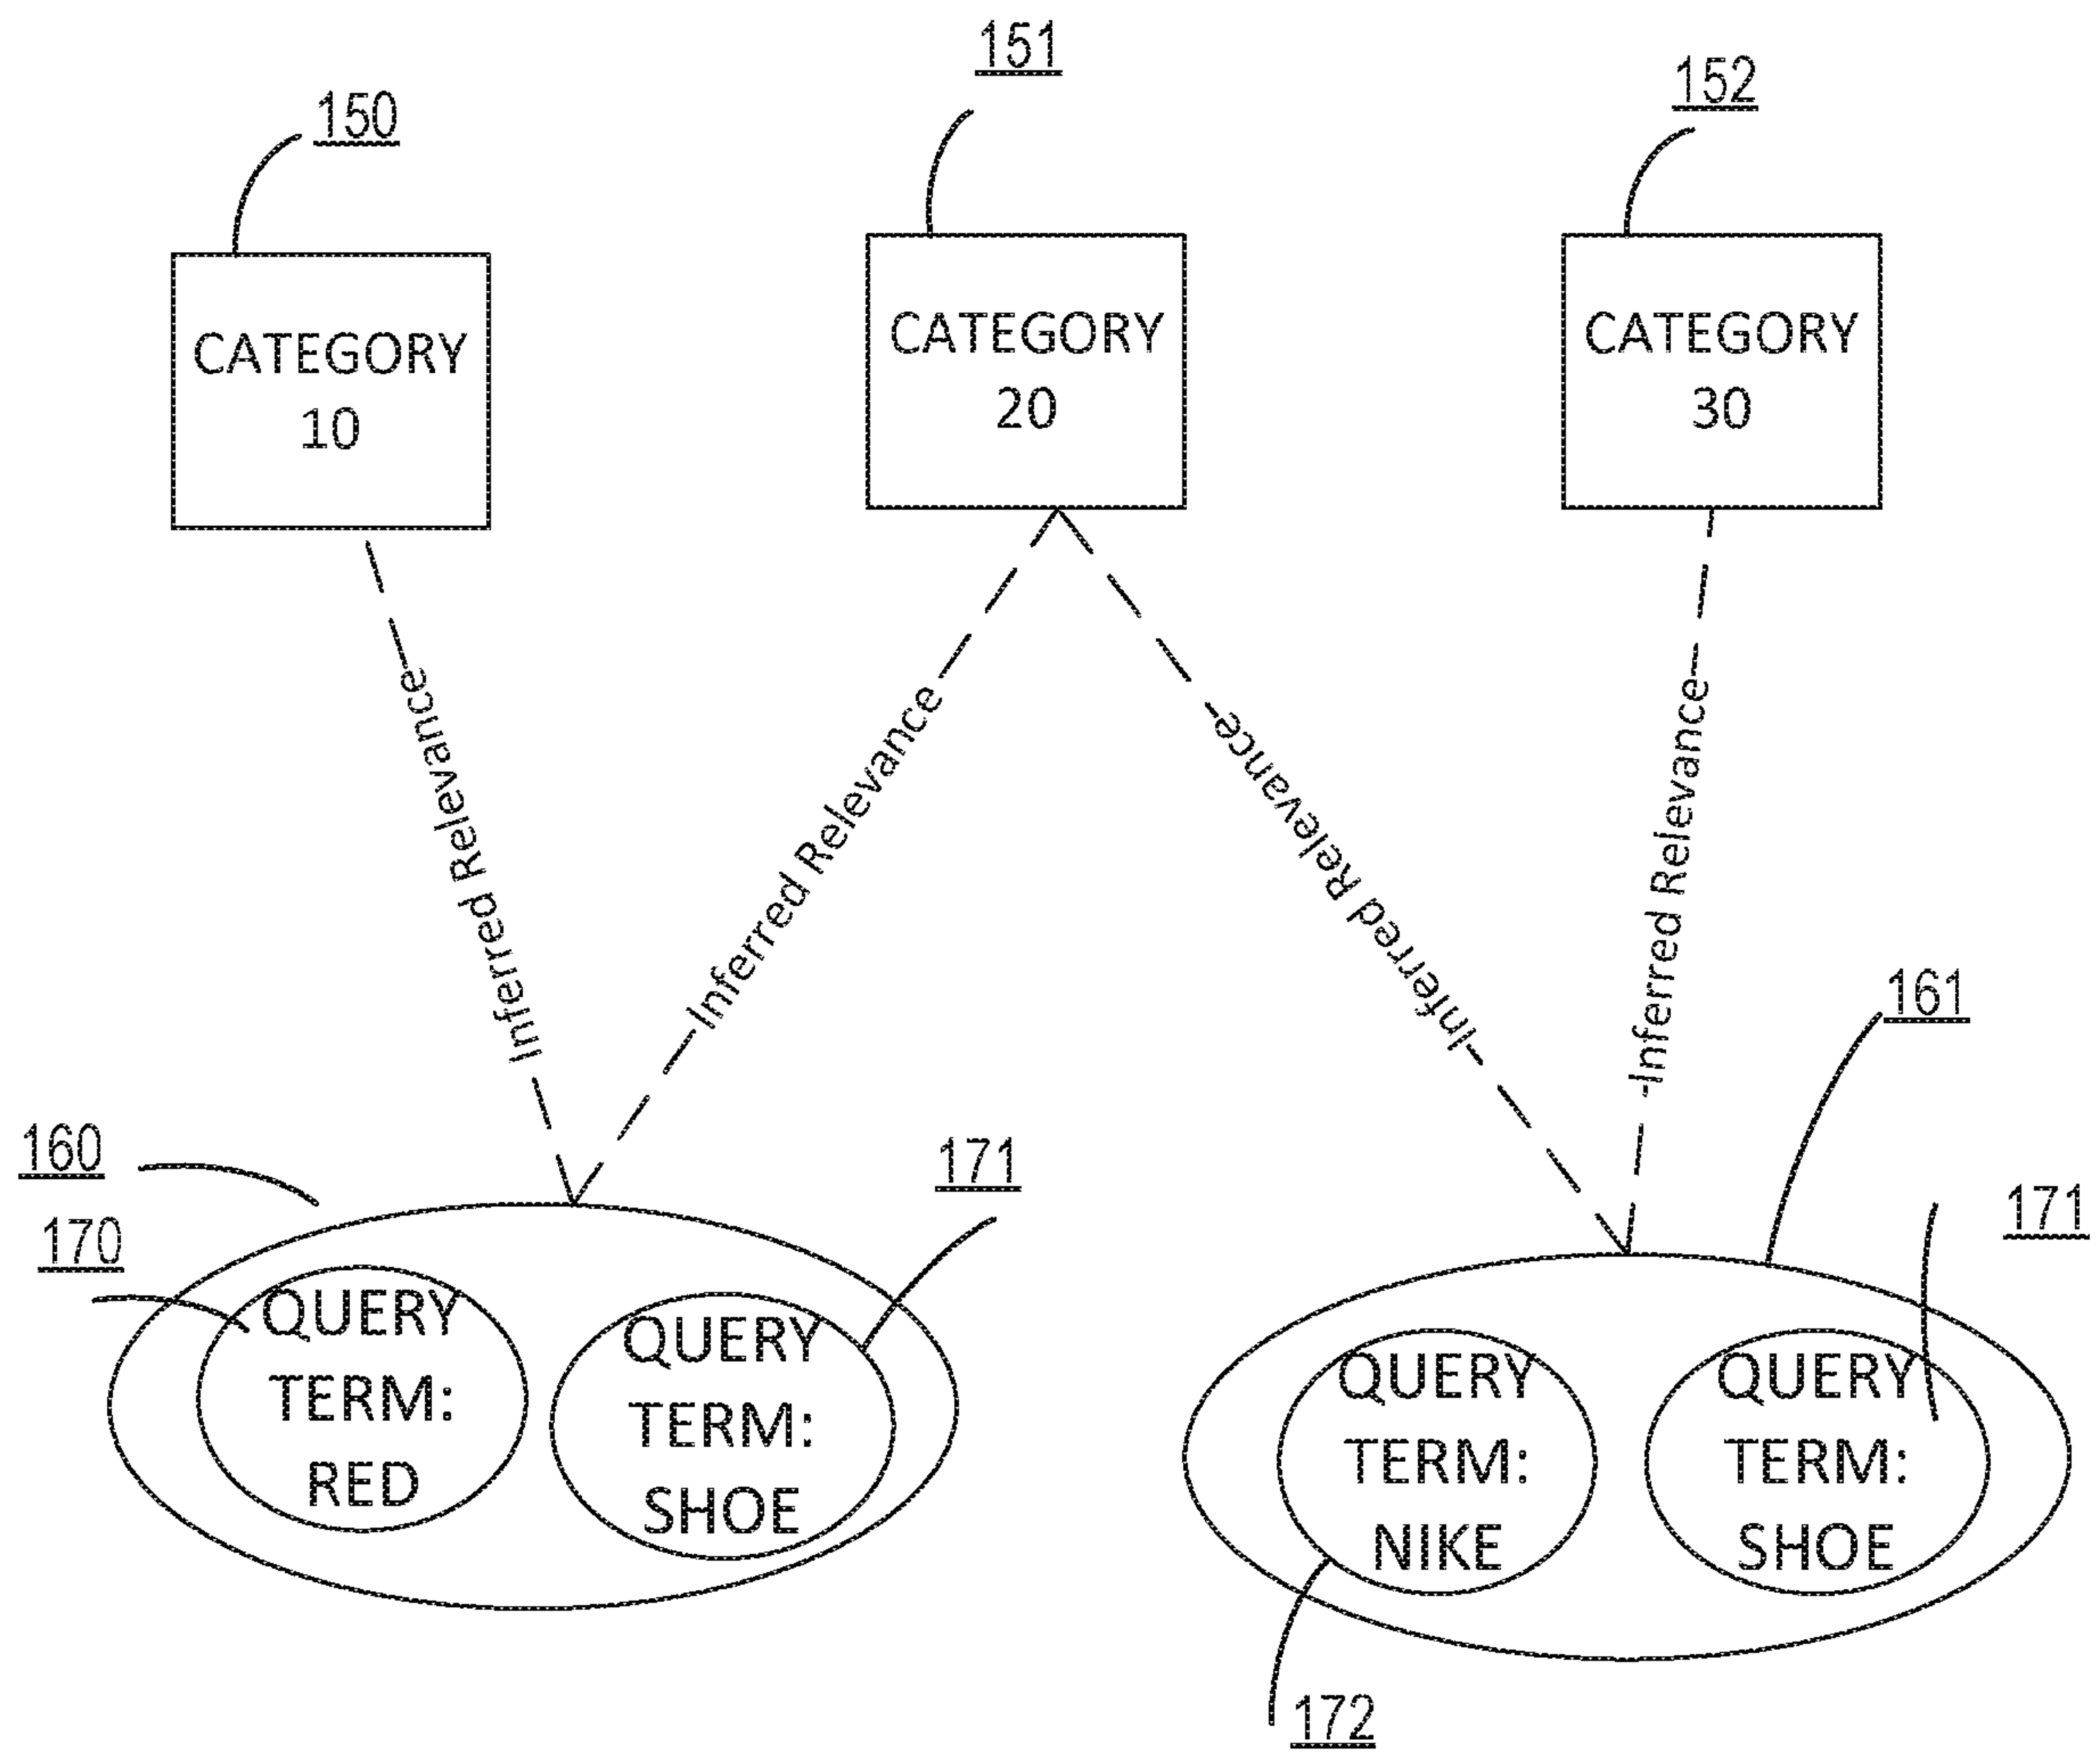 151
152
150
CATEGORY
10
CATEGORY
20
CATEGORY
30
Inferred Relevance
Inferred Relevance
Inferred Relevance
Inferred Relevance
161
160
171
171
170
QUERY
TERM:
RED
QUERY
TERM:
SHOE
QUERY
TERM:
NIKE
QUERY
TERM:
SHOE
172